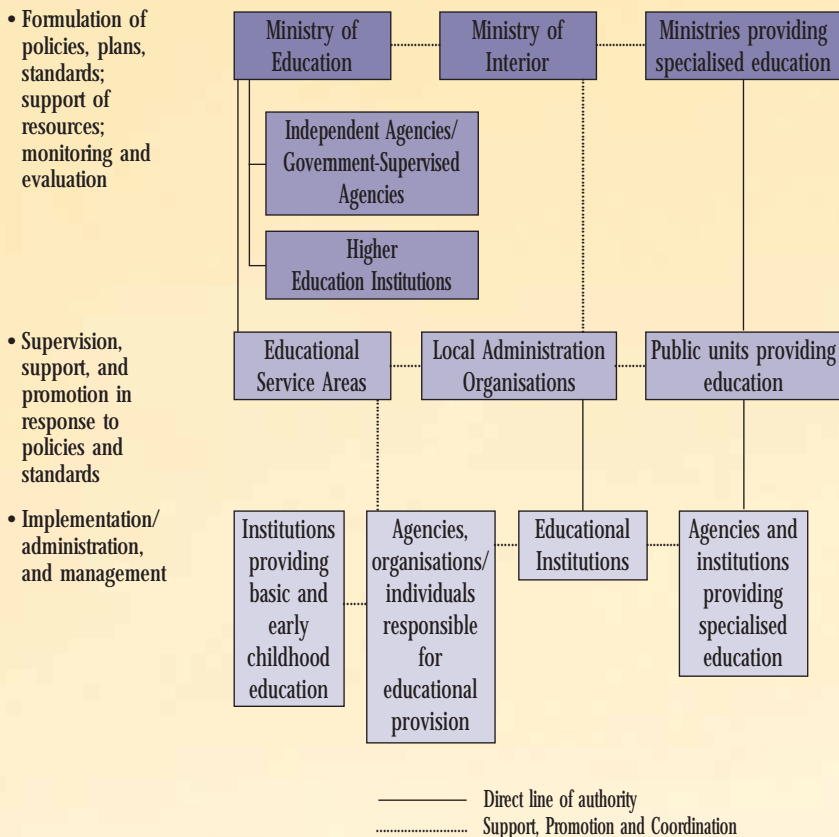 • Formulation of
policies, plans,
standards;
support of
resources;
monitoring and
evaluation
Ministry of
Education
Ministry of
Interior
Ministries providing
specialised education
Independent Agencies/
Government-Supervised
Agencies
Higher
Education Institutions
• Supervision,
support, and
promotion in
response to
policies and
standards
Educational
Service Areas
Local Administration
Organisations
Public units providing
education
• Implementation/
administration,
and management
Institutions
providing
basic and
early
childhood
education
Agencies,
organisations/
individuals
responsible
for
educational
provision
Educational
Institutions
Agencies and
institutions
providing
specialised
education
Direct line of authority
Support, Promotion and Coordination